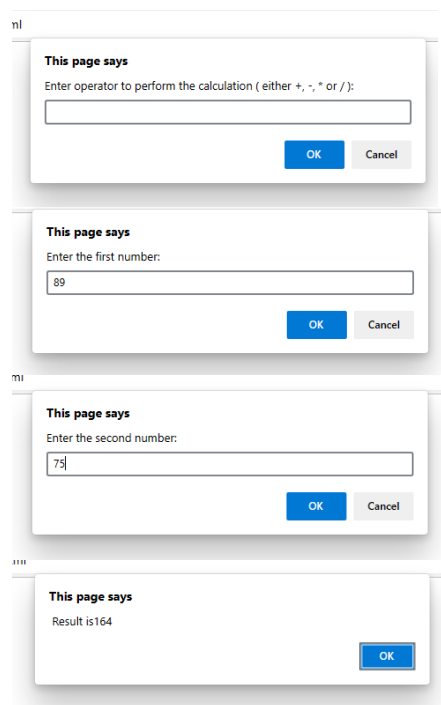 ml
This page says
Enter operator to perform the calculation ( either +, -, * or / ):
OK Cancel
This page says
Enter the first number:
89
OK Cancel
mi
This page says
Enter the second number:
75
OK Cancel
This page says
Result is164
OK